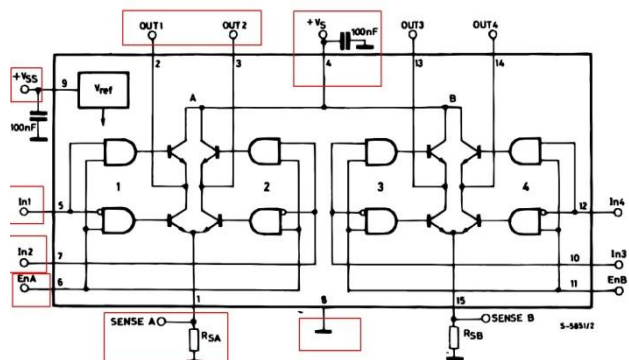 OUT1 OUT2 +VS 100nF OUT3 OUT4
2 3 4 13 14
+VSS 9 Vref A B
100nF
1 2 3 4
In1 5 12 In4
In2 7 10 In3
EnA 6 11 EnB
1 8 15 S-5851/2
SENSE A SENSE B
RSA RSB